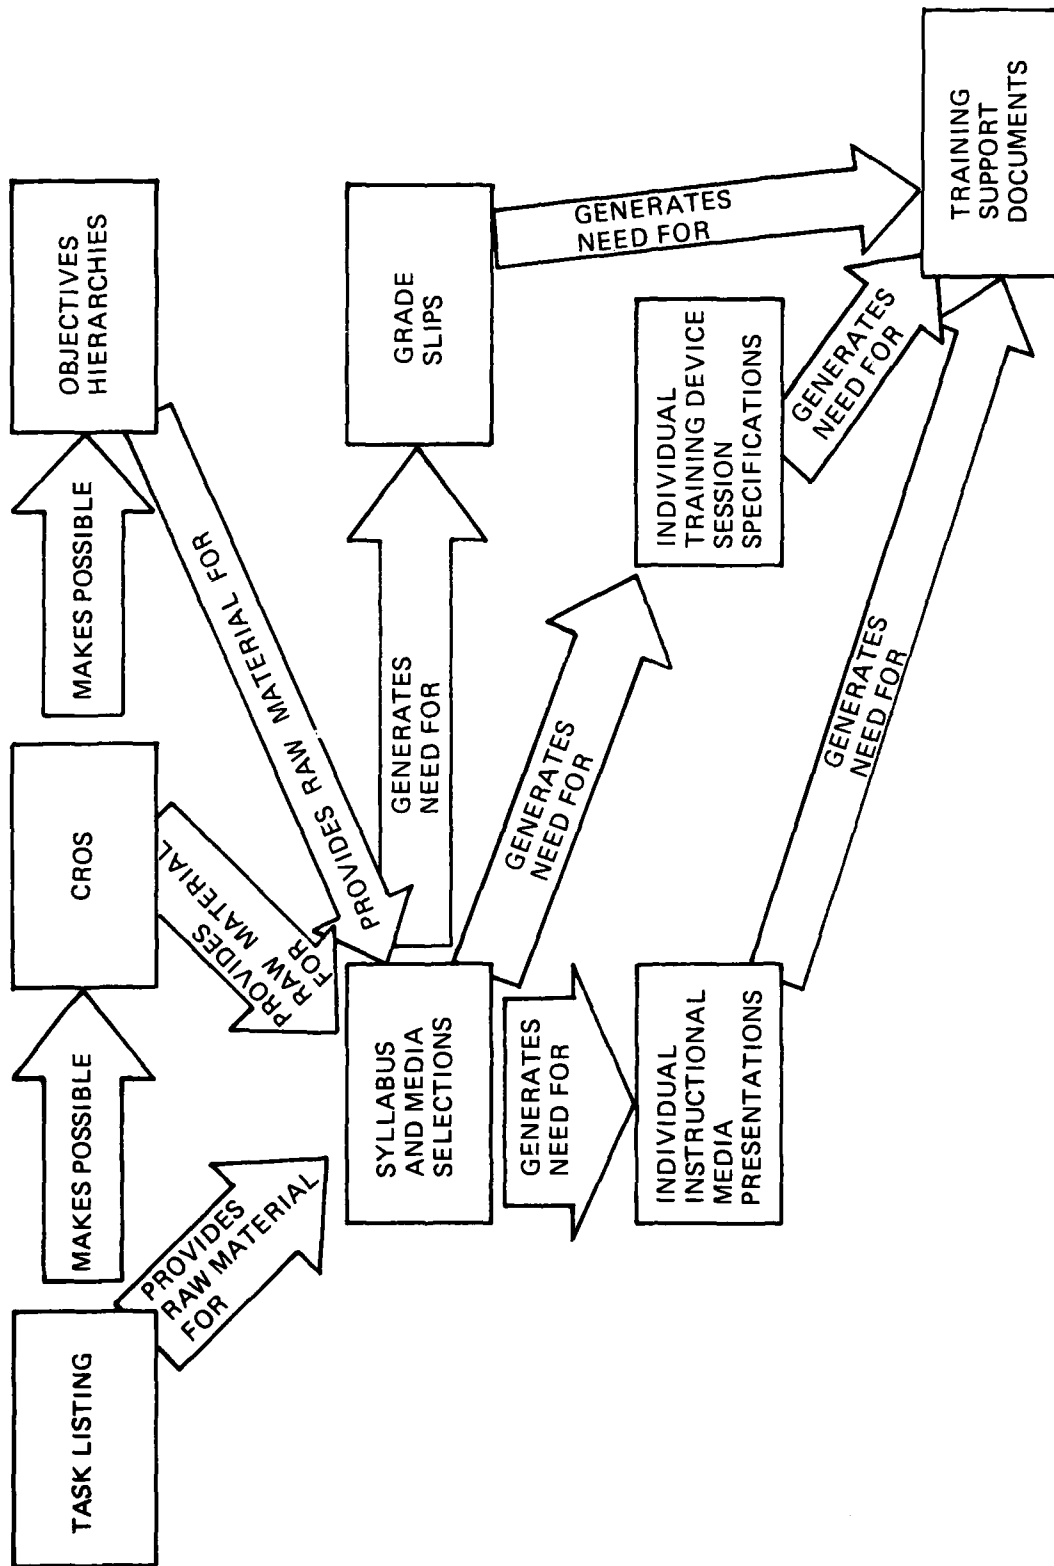 TASK LISTING
MAKES POSSIBLE
CROS
MAKES POSSIBLE
OBJECTIVES
HIERARCHIES
PROVIDES
RAW MATERIAL
FOR
PROVIDES
RAW MATERIAL
FOR
PROVIDES RAW MATERIAL FOR
SYLLABUS
AND MEDIA
SELECTIONS
GENERATES
NEED FOR
GRADE
SLIPS
GENERATES
NEED FOR
GENERATES
NEED FOR
GENERATES
NEED FOR
INDIVIDUAL
INSTRUCTIONAL
MEDIA
PRESENTATIONS
INDIVIDUAL
TRAINING DEVICE
SESSION
SPECIFICATIONS
GENERATES
NEED FOR
GENERATES
NEED FOR
TRAINING
SUPPORT
DOCUMENTS